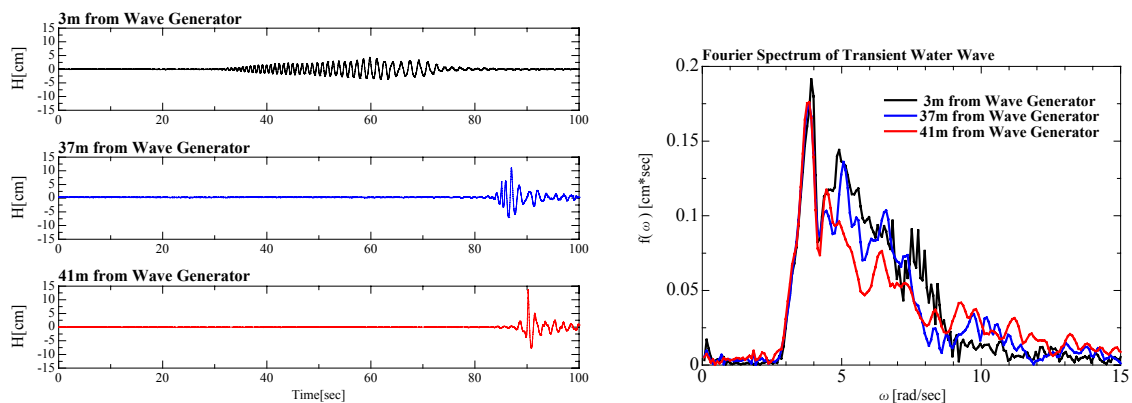 3m from Wave Generator
H[cm]
15
10
5
0
-5
-10
-15
0 20 40 60 80 100
37m from Wave Generator
H[cm]
15
10
5
0
-5
-10
-15
0 20 40 60 80 100
41m from Wave Generator
H[cm]
15
10
5
0
-5
-10
-15
0 20 40 60 80 100
Time[sec]
Fourier Spectrum of Transient Water Wave
f(ω) [cm*sec]
0.2
0.15
0.1
0.05
0
3m from Wave Generator
37m from Wave Generator
41m from Wave Generator
0 5 10 15
ω [rad/sec]